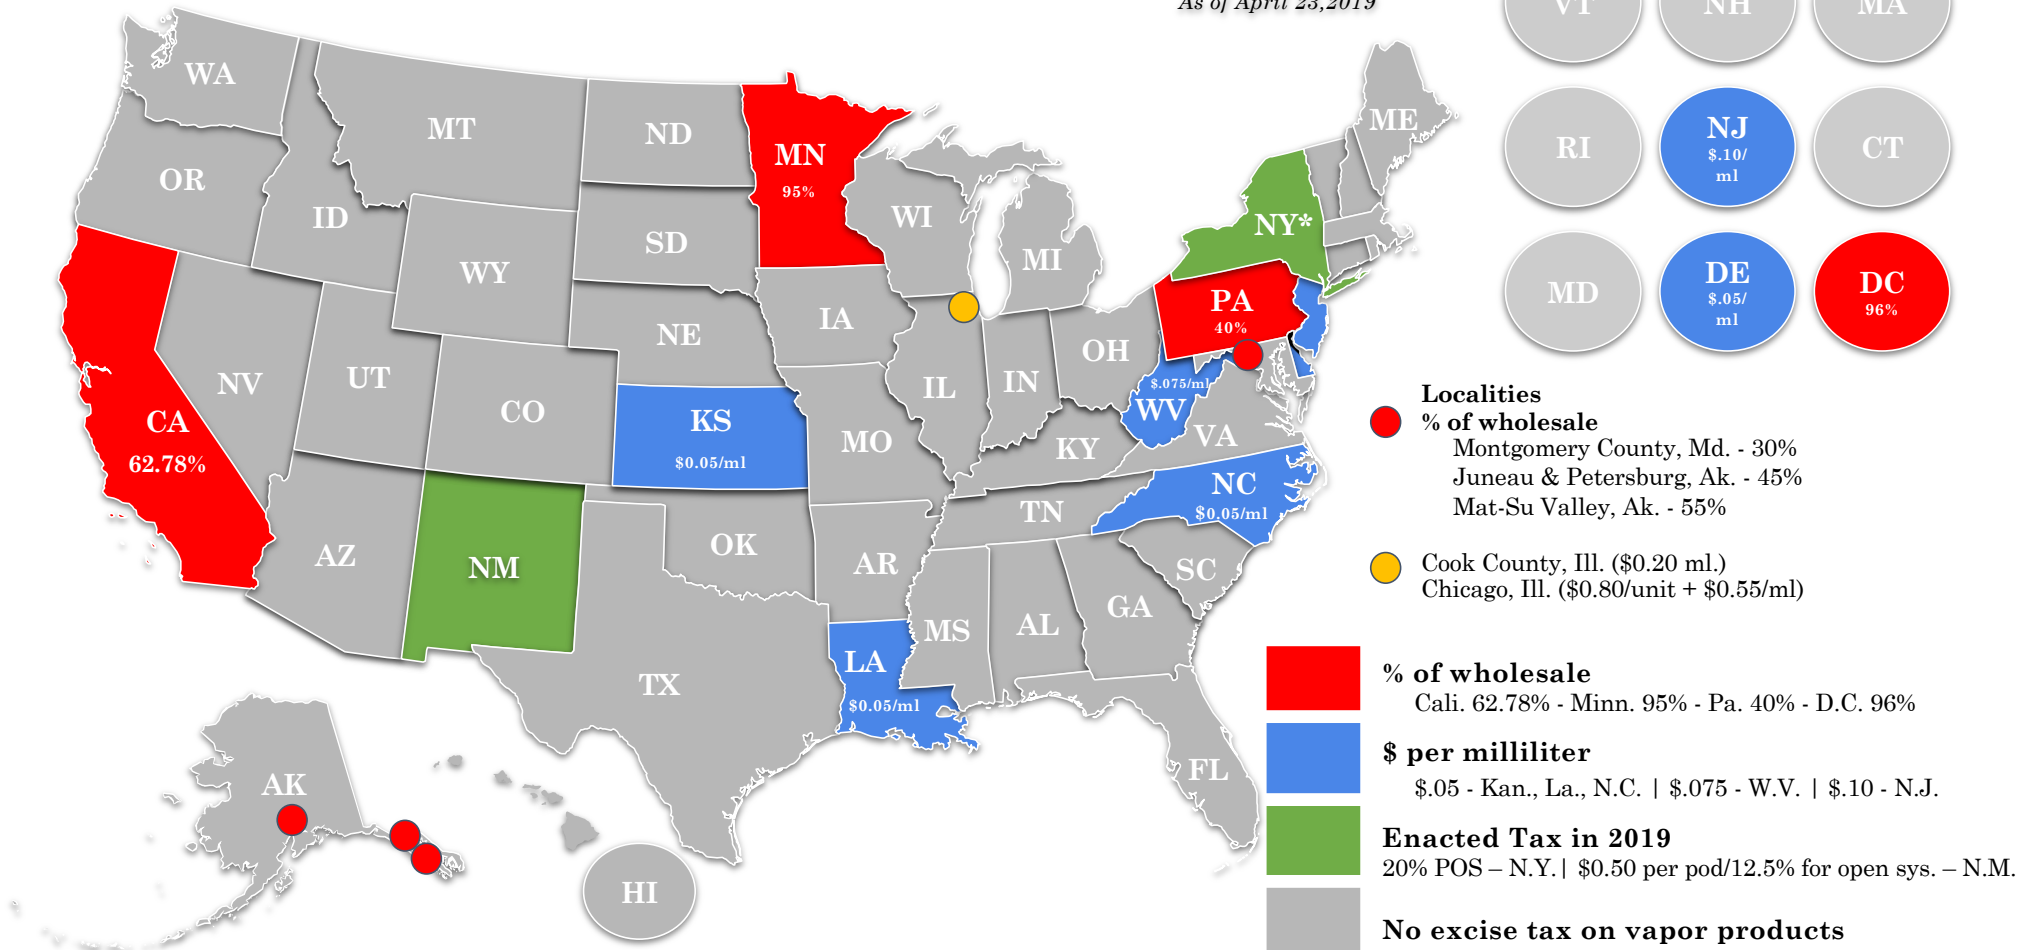 As of April 23,2019
VT
NH
MA
WA
MT
ND
MN
95%
ME
RI
NJ
$.10/
ml
CT
OR
ID
SD
WI
MI
NY*
WY
MD
DE
$.05/
ml
DC
96%
IA
NE
PA
40%
OH
NV
UT
CO
IL
IN
$.075/ml
WV
CA
62.78%
KS
$0.05/ml
MO
KY
VA
NC
$0.05/ml
TN
AZ
NM
OK
AR
SC
MS
AL
GA
LA
$0.05/ml
TX
FL
AK
HI
Localities
% of wholesale
Montgomery County, Md. - 30%
Juneau & Petersburg, Ak. - 45%
Mat-Su Valley, Ak. - 55%
Cook County, Ill. ($0.20 ml.)
Chicago, Ill. ($0.80/unit + $0.55/ml)
% of wholesale
Cali. 62.78% - Minn. 95% - Pa. 40% - D.C. 96%
$ per milliliter
$.05 - Kan., La., N.C. | $.075 - W.V. | $.10 - N.J.
Enacted Tax in 2019
20% POS – N.Y.| $0.50 per pod/12.5% for open sys. – N.M.
No excise tax on vapor products